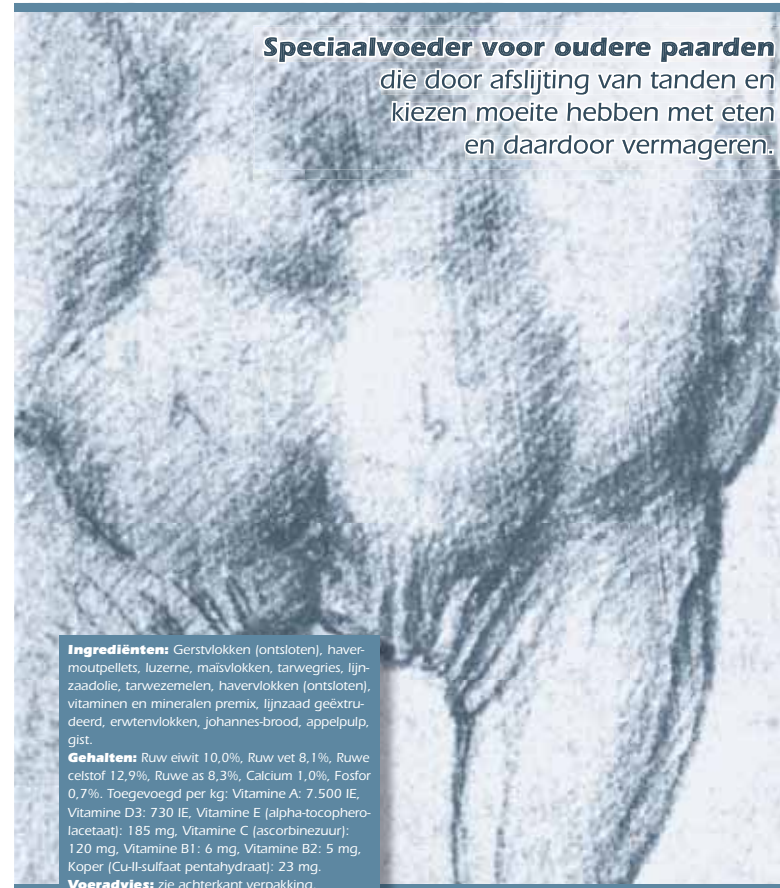 Speciaalvoeder voor oudere paarden
die door afslijting van tanden en
kiezen moeite hebben met eten
en daardoor vermageren.
Ingrediënten: Gerstvlokken (ontsloten), haver-
moutpellets, luzerne, maïsvlokken, tarwegries, lijn-
zaadolie, tarwezemelen, havervlokken (ontsloten),
vitaminen en mineralen premix, lijnzaad geëxtru-
deerd, erwtenvlokken, johannes-brood, appelpulp,
gist.
Gehalten: Ruw eiwit 10,0%, Ruw vet 8,1%, Ruwe
celstof 12,9%, Ruwe as 8,3%, Calcium 1,0%, Fosfor
0,7%. Toegevoegd per kg: Vitamine A: 7.500 IE,
Vitamine D3: 730 IE, Vitamine E (alpha-tocophero-
lacetaat): 185 mg, Vitamine C (ascorbinezuur):
120 mg, Vitamine B1: 6 mg, Vitamine B2: 5 mg,
Koper (Cu-II-sulfaat pentahydraat): 23 mg.
Voeradvies: zie achterkant verpakking.